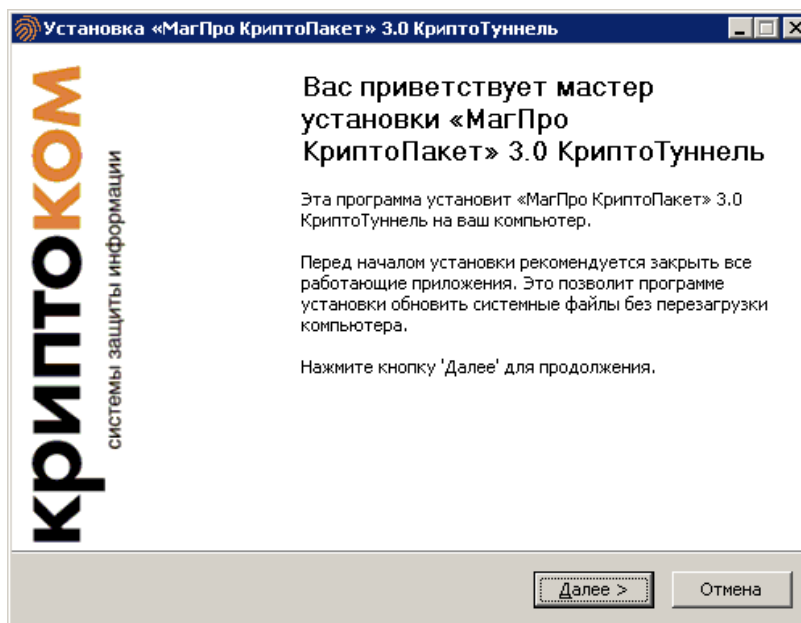 Установка «МагПро КриптоПакет» 3.0 КриптоТуннель
криптоком
системы защиты информации
Вас приветствует мастер
установки «МагПро
КриптоПакет» 3.0 КриптоТуннель
Эта программа установит «МагПро КриптоПакет» 3.0
КриптоТуннель на ваш компьютер.
Перед началом установки рекомендуется закрыть все
работающие приложения. Это позволит программе
установки обновить системные файлы без перезагрузки
компьютера.
Нажмите кнопку 'Далее' для продолжения.
Далее >
Отмена